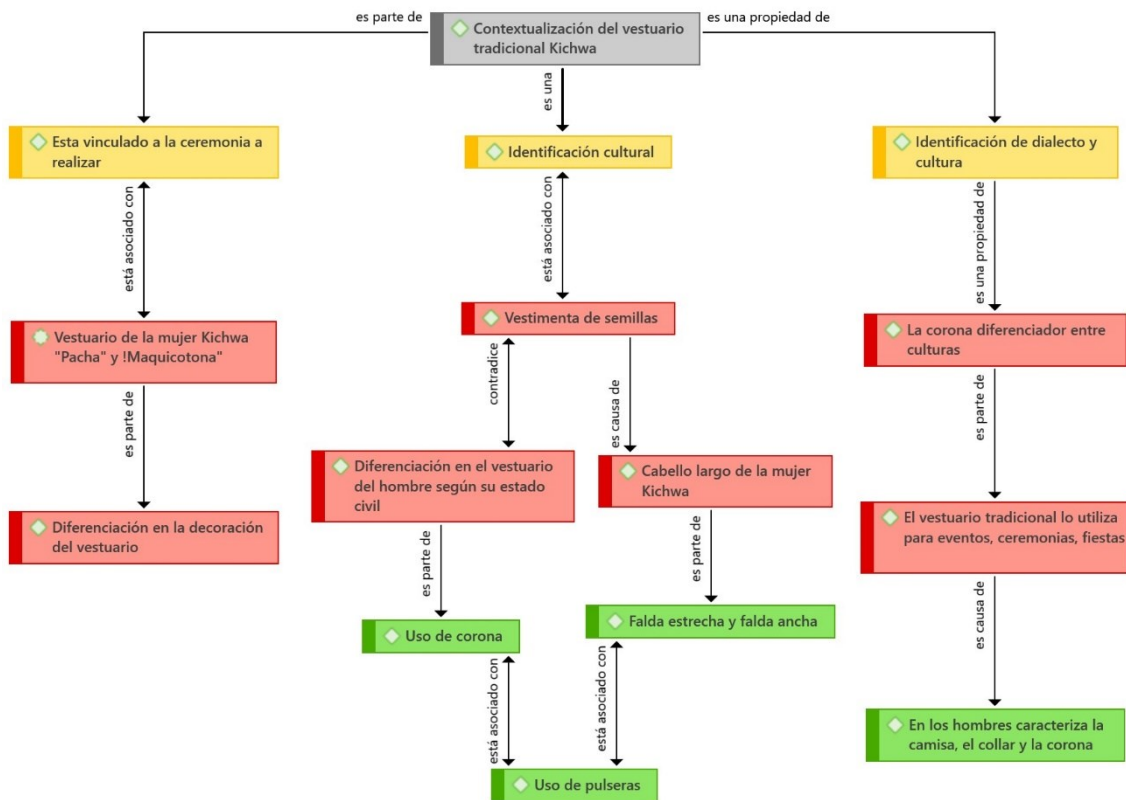 es parte de
es una propiedad de
Contextualización del vestuario
tradicional Kichwa
es una
Esta vinculado a la ceremonia a
realizar
Identificación cultural
Identificación de dialecto y
cultura
está asociado con
está asociado con
es una propiedad de
Vestuario de la mujer Kichwa
"Pacha" y !Maquicotona"
Vestimenta de semillas
La corona diferenciador entre
culturas
es parte de
contradice
es causa de
es parte de
Diferenciación en la decoración
del vestuario
Diferenciación en el vestuario
del hombre según su estado
civil
Cabello largo de la mujer
Kichwa
El vestuario tradicional lo utiliza
para eventos, ceremonias, fiestas
es parte de
es parte de
es causa de
Uso de corona
Falda estrecha y falda ancha
está asociado con
está asociado con
Uso de pulseras
En los hombres caracteriza la
camisa, el collar y la corona